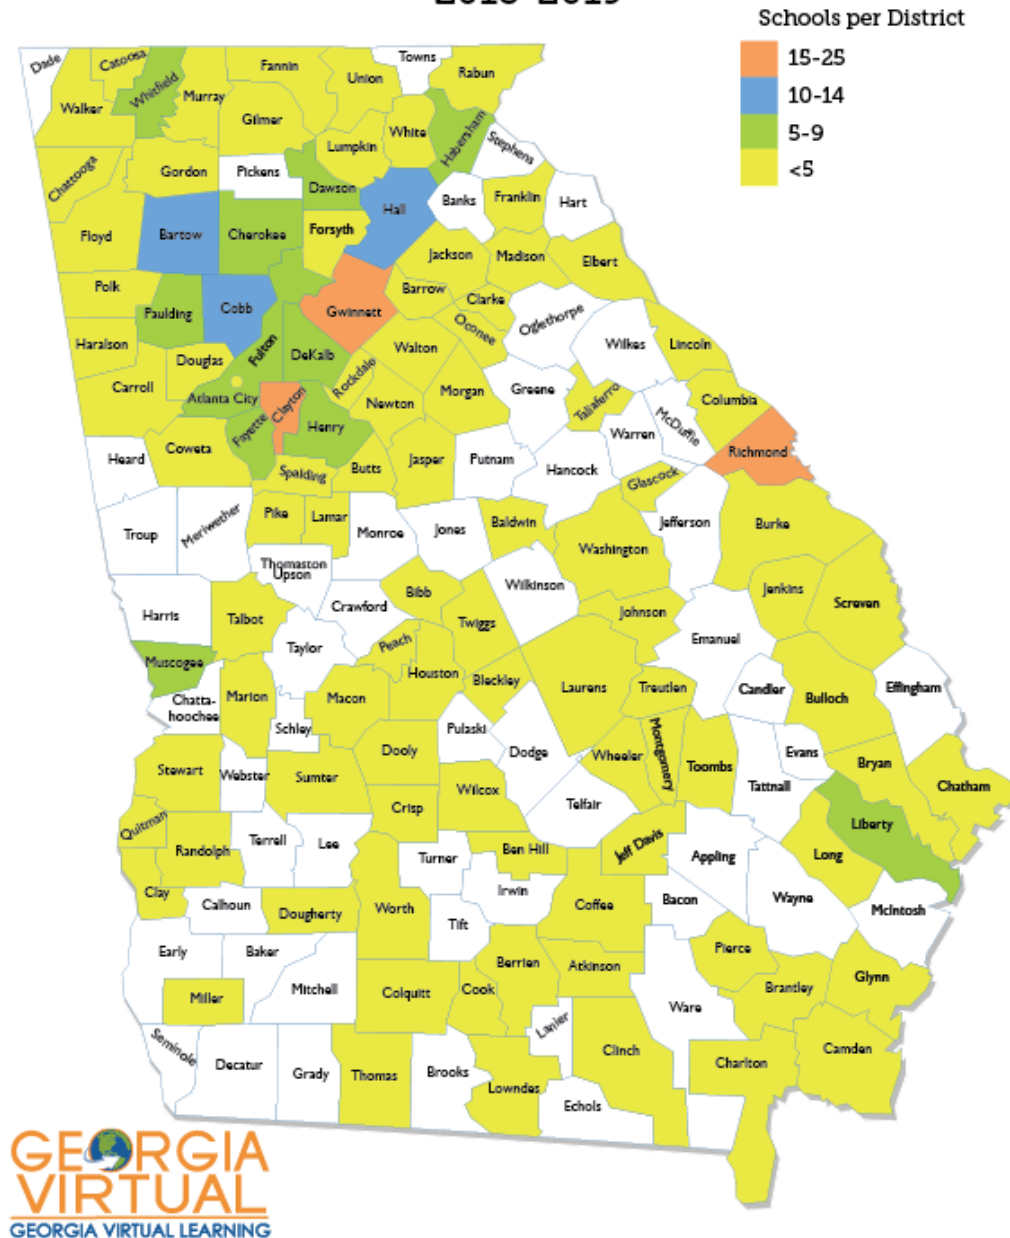 2018-2019
Schools per District
15-25
10-14
5-9
<5
Dade
Catoosa
Whitfield
Fannin
Union
Towns
Rabun
Walker
Murray
Gilmer
White
Habersham
Stephens
Lumpkin
Chattooga
Gordon
Pickens
Dawson
Hall
Banks
Franklin
Hart
Floyd
Bartow
Cherokee
Forsyth
Jackson
Madison
Elbert
Polk
Paulding
Cobb
Gwinnett
Barrow
Clarke
Oconee
Oglethorpe
Wilkes
Lincoln
Haralson
Douglas
Fulton
DeKalb
Rockdale
Walton
Carroll
Atlanta City
Clayton
Newton
Morgan
Greene
Taliaferro
Columbia
McDuffie
Warren
Fayette
Henry
Heard
Coweta
Spalding
Butts
Jasper
Putnam
Hancock
Richmond
Glascock
Troup
Meriwether
Pike
Lamar
Monroe
Jones
Baldwin
Washington
Jefferson
Burke
Thomaston
Upson
Harris
Talbot
Crawford
Bibb
Twiggs
Wilkinson
Johnson
Jenkins
Screven
Emanuel
Muscogee
Taylor
Peach
Houston
Bleckley
Laurens
Treutlen
Candler
Bulloch
Effingham
Chatta-
hoochee
Marion
Macon
Schley
Pulaski
Dodge
Wheeler
Montgomery
Toombs
Evans
Bryan
Chatham
Tattnall
Stewart
Webster
Sumter
Dooly
Crisp
Wilcox
Telfair
Liberty
Quitman
Randolph
Terrell
Lee
Turner
Ben Hill
Jeff Davis
Appling
Long
Clay
Calhoun
Dougherty
Worth
Irwin
Tift
Coffee
Bacon
Wayne
McIntosh
Early
Baker
Miller
Mitchell
Colquitt
Cook
Berrien
Atkinson
Pierce
Ware
Brantley
Glynn
Seminole
Decatur
Grady
Thomas
Brooks
Lanier
Lowndes
Clinch
Echols
Charlton
Camden
GEORGIA
VIRTUAL
GEORGIA VIRTUAL LEARNING